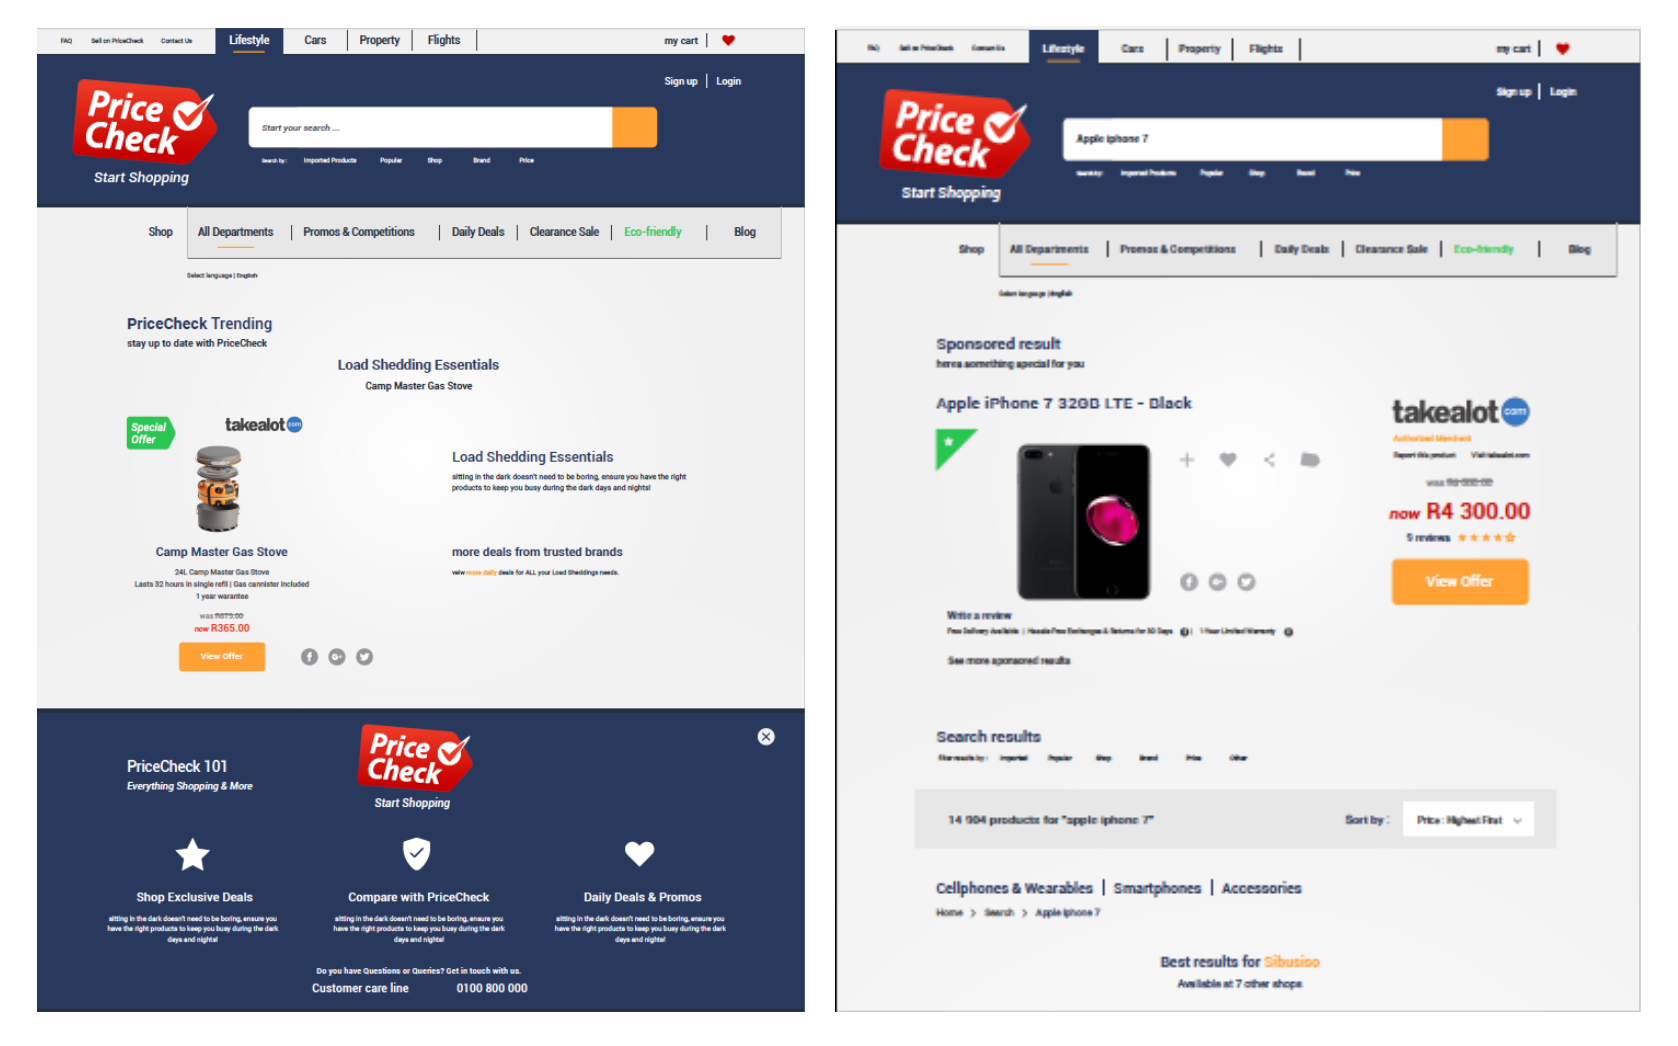 FAQ Sell on PriceCheck Contact Us Lifestyle Cars Property Flights my cart
Sign up Login
Price
Check
Start Shopping
Start your search ...
Search by : Imported Products Popular Shop Brand Price
Shop All Departments Promos & Competitions Daily Deals Clearance Sale Eco-friendly Blog
Select language | English
PriceCheck Trending
stay up to date with PriceCheck
Load Shedding Essentials
Camp Master Gas Stove
Special
Offer
takealot com
Load Shedding Essentials
sitting in the dark doesn't need to be boring, ensure you have the right
products to keep you busy during the dark days and nights!
Camp Master Gas Stove
24L Camp Master Gas Stove
Lasts 32 hours in single refil | Gas cannister Included
1 year warantee
was R679.00
now R365.00
View Offer
more deals from trusted brands
veiw more daily deals for ALL your Load Sheddings needs.
PriceCheck 101
Everything Shopping & More
Price
Check
Start Shopping
Shop Exclusive Deals
sitting in the dark doesn't need to be boring, ensure you
have the right products to keep you busy during the dark
days and nights!
Compare with PriceCheck
sitting in the dark doesn't need to be boring, ensure you
have the right products to keep you busy during the dark
days and nights!
Daily Deals & Promos
sitting in the dark doesn't need to be boring, ensure you
have the right products to keep you busy during the dark
days and nights!
Do you have Questions or Queries? Get in touch with us.
Customer care line 0100 800 000
FAQ Sell on PriceCheck Contact Us Lifestyle Cars Property Flights my cart
Sign up Login
Price
Check
Start Shopping
Apple iphone 7
Search by : Imported Products Popular Shop Brand Price
Shop All Departments Promos & Competitions Daily Deals Clearance Sale Eco-friendly Blog
Select language | English
Sponsored result
heres something special for you
Apple iPhone 7 32GB LTE - Black
takealot com
Authorized Merchant
Report this product Visit takealot.com
was
now R4 300.00
9 reviews
View Offer
Write a review
Free Delivery Available | Hassle Free Exchanges & Returns for 30 Days | 1 Year Limited Warranty
See more sponsored results
Search results
filter results by : Imported Popular Shop Brand Price Other
14 904 products for "apple iphone 7"
Sort by : Price : Highest First
Cellphones & Wearables | Smartphones | Accessories
Home > Search > Apple iphone 7
Best results for Sibusiso
Available at 7 other shops